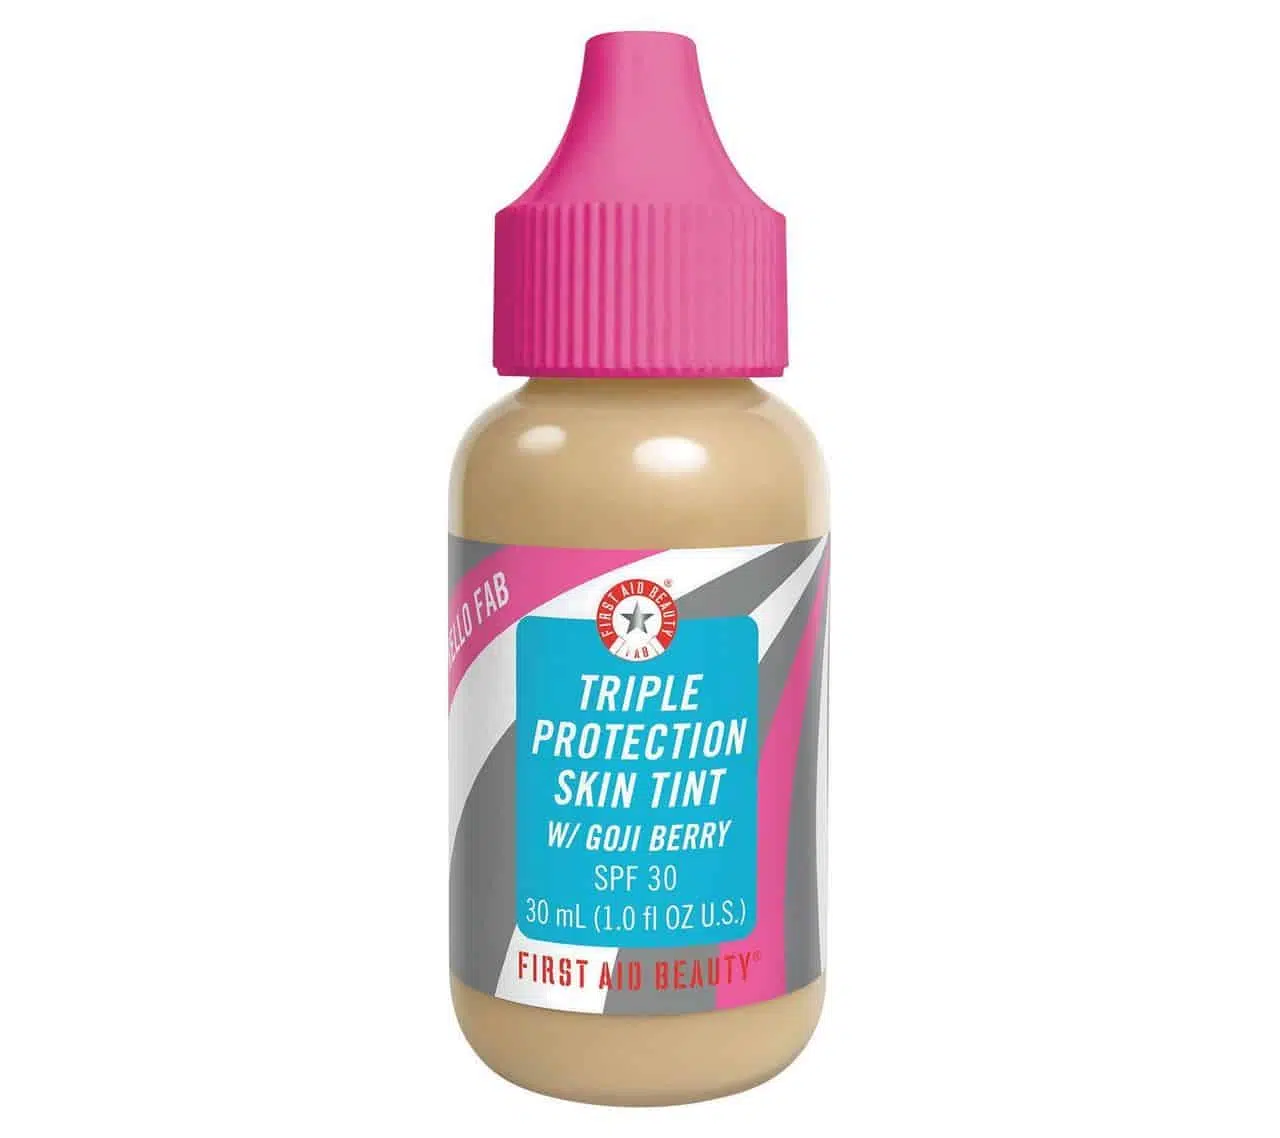 ELLO FAB
FIRST AID BEAUTY®
FAB
TRIPLE
PROTECTION
SKIN TINT
W/ GOJI BERRY
SPF 30
30 mL (1.0 fl OZ U.S.)
FIRST AID BEAUTY®